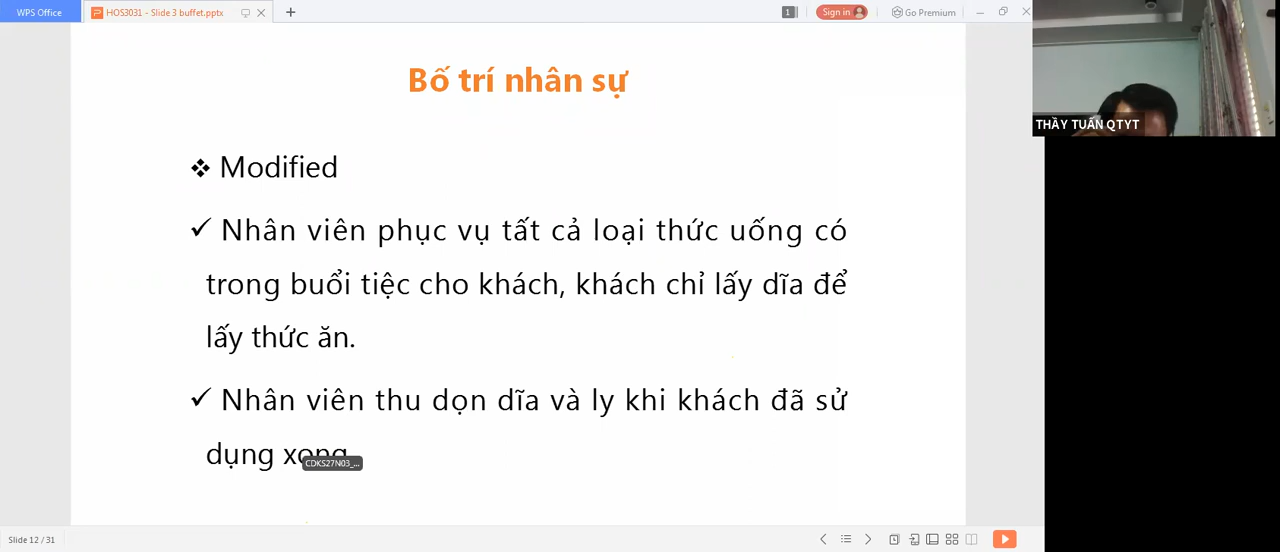 WPS Office
HOS3031 - Slide 3 buffet.pptx
1
Sign in
Go Premium
Bố trí nhân sự
THẦY TUẤN QTYT
Modified
Nhân viên phục vụ tất cả loại thức uống có
trong buổi tiệc cho khách, khách chỉ lấy dĩa để
lấy thức ăn.
Nhân viên thu dọn dĩa và ly khi khách đã sử
dụng xong
CDKS27N03_...
Slide 12 / 31